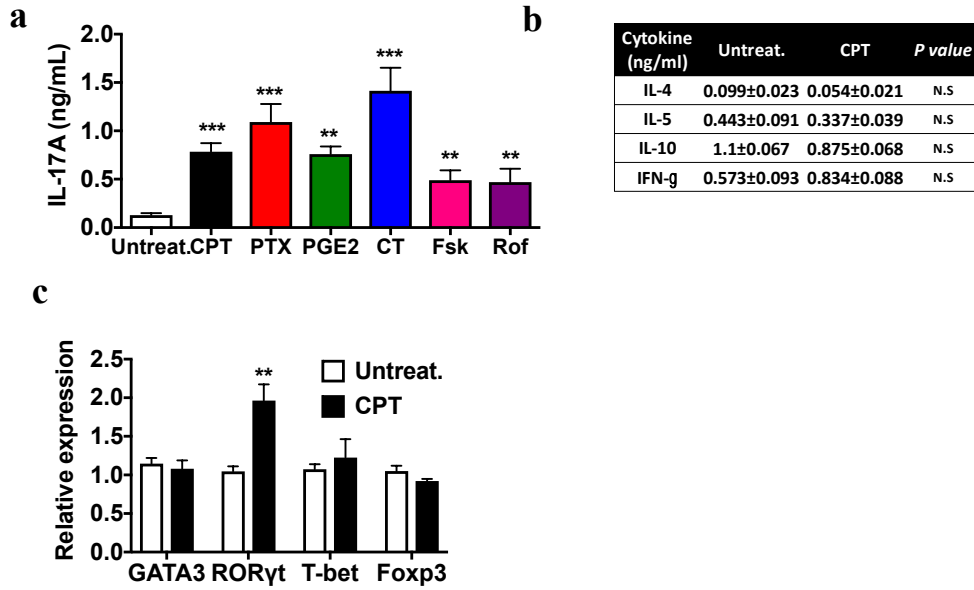 a
IL-17A (ng/mL)
2.0
1.5
1.0
0.5
0.0
***
***
**
***
**
**
Untreat. CPT PTX PGE2 CT Fsk Rof
b
Cytokine (ng/ml) Untreat. CPT P value
IL-4 0.099±0.023 0.054±0.021 N.S
IL-5 0.443±0.091 0.337±0.039 N.S
IL-10 1.1±0.067 0.875±0.068 N.S
IFN-g 0.573±0.093 0.834±0.088 N.S
c
Relative expression
2.5
2.0
1.5
1.0
0.5
0.0
**
Untreat.
CPT
GATA3 RORγt T-bet Foxp3